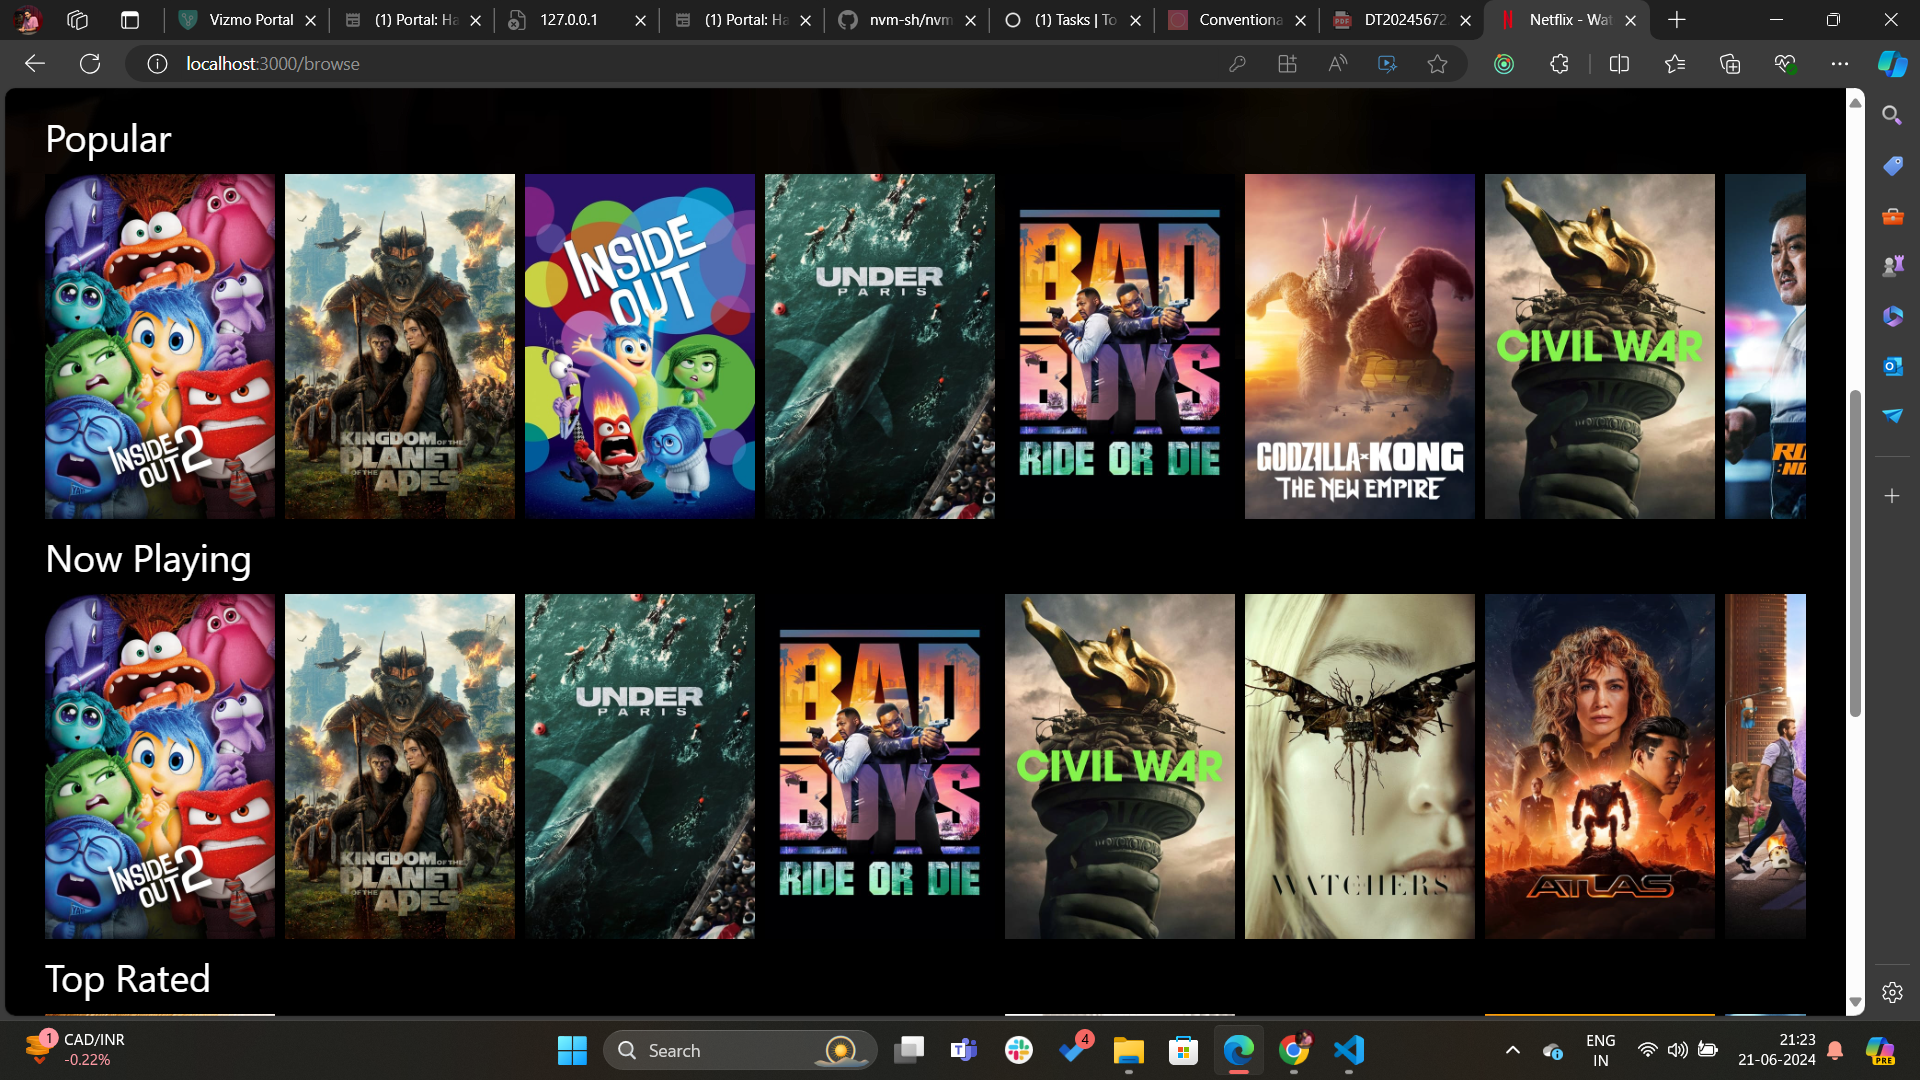 Vizmo Portal
(1) Portal: Ha
127.0.0.1
(1) Portal: Ha
nvm-sh/nvm
(1) Tasks | To
Conventiona
DT20245672
Netflix - Wat
localhost:3000/browse
Popular
INSIDE
OUT 2
KINGDOM OF THE
PLANET
OF THE
APES
INSIDE
OUT
UNDER
PARIS
BAD
BOYS
RIDE OR DIE
GODZILLA x KONG
THE NEW EMPIRE
CIVIL WAR
Now Playing
INSIDE
OUT 2
KINGDOM OF THE
PLANET
OF THE
APES
UNDER
PARIS
BAD
BOYS
RIDE OR DIE
CIVIL WAR
WATCHERS
ATLAS
Top Rated
1
CAD/INR
-0.22%
Search
4
ENG
IN
21:23
21-06-2024
PRE